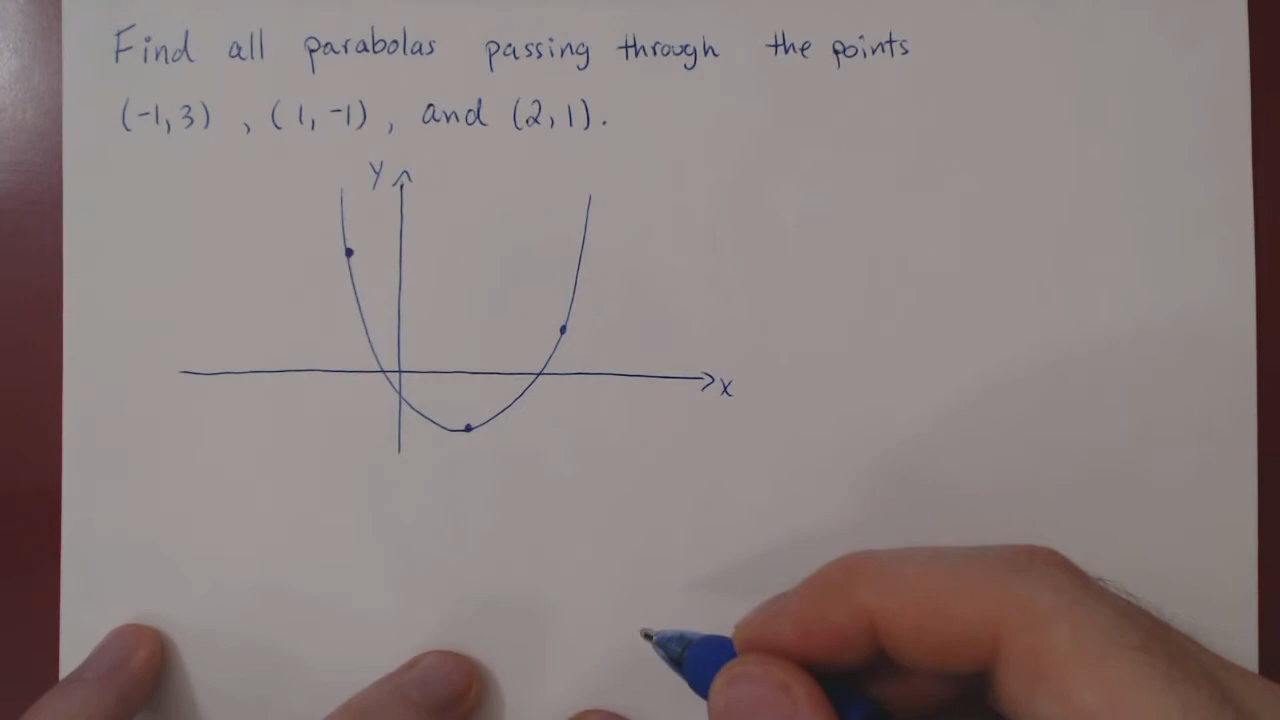 Find all parabolas passing through the points
(-1,3) , (1,-1) , and (2,1).
y
x